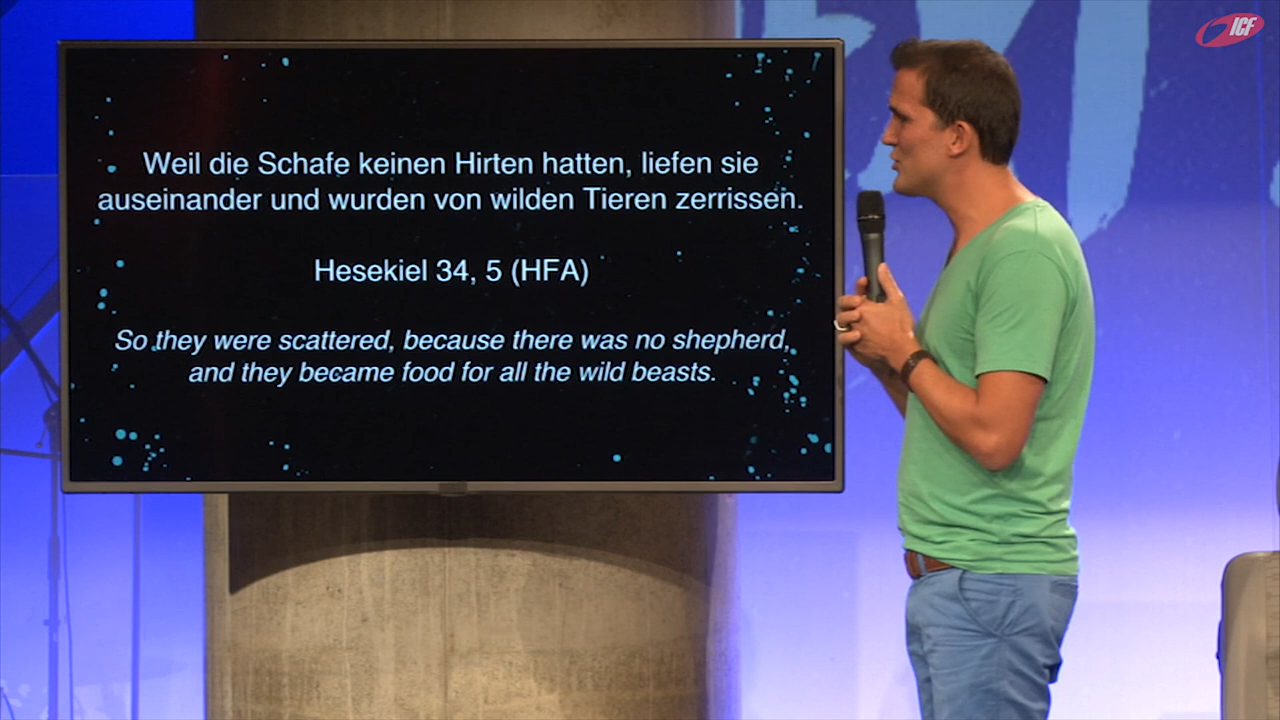 ICF
Weil die Schafe keinen Hirten hatten, liefen sie
auseinander und wurden von wilden Tieren zerrissen.
Hesekiel 34, 5 (HFA)
So they were scattered, because there was no shepherd,
and they became food for all the wild beasts.